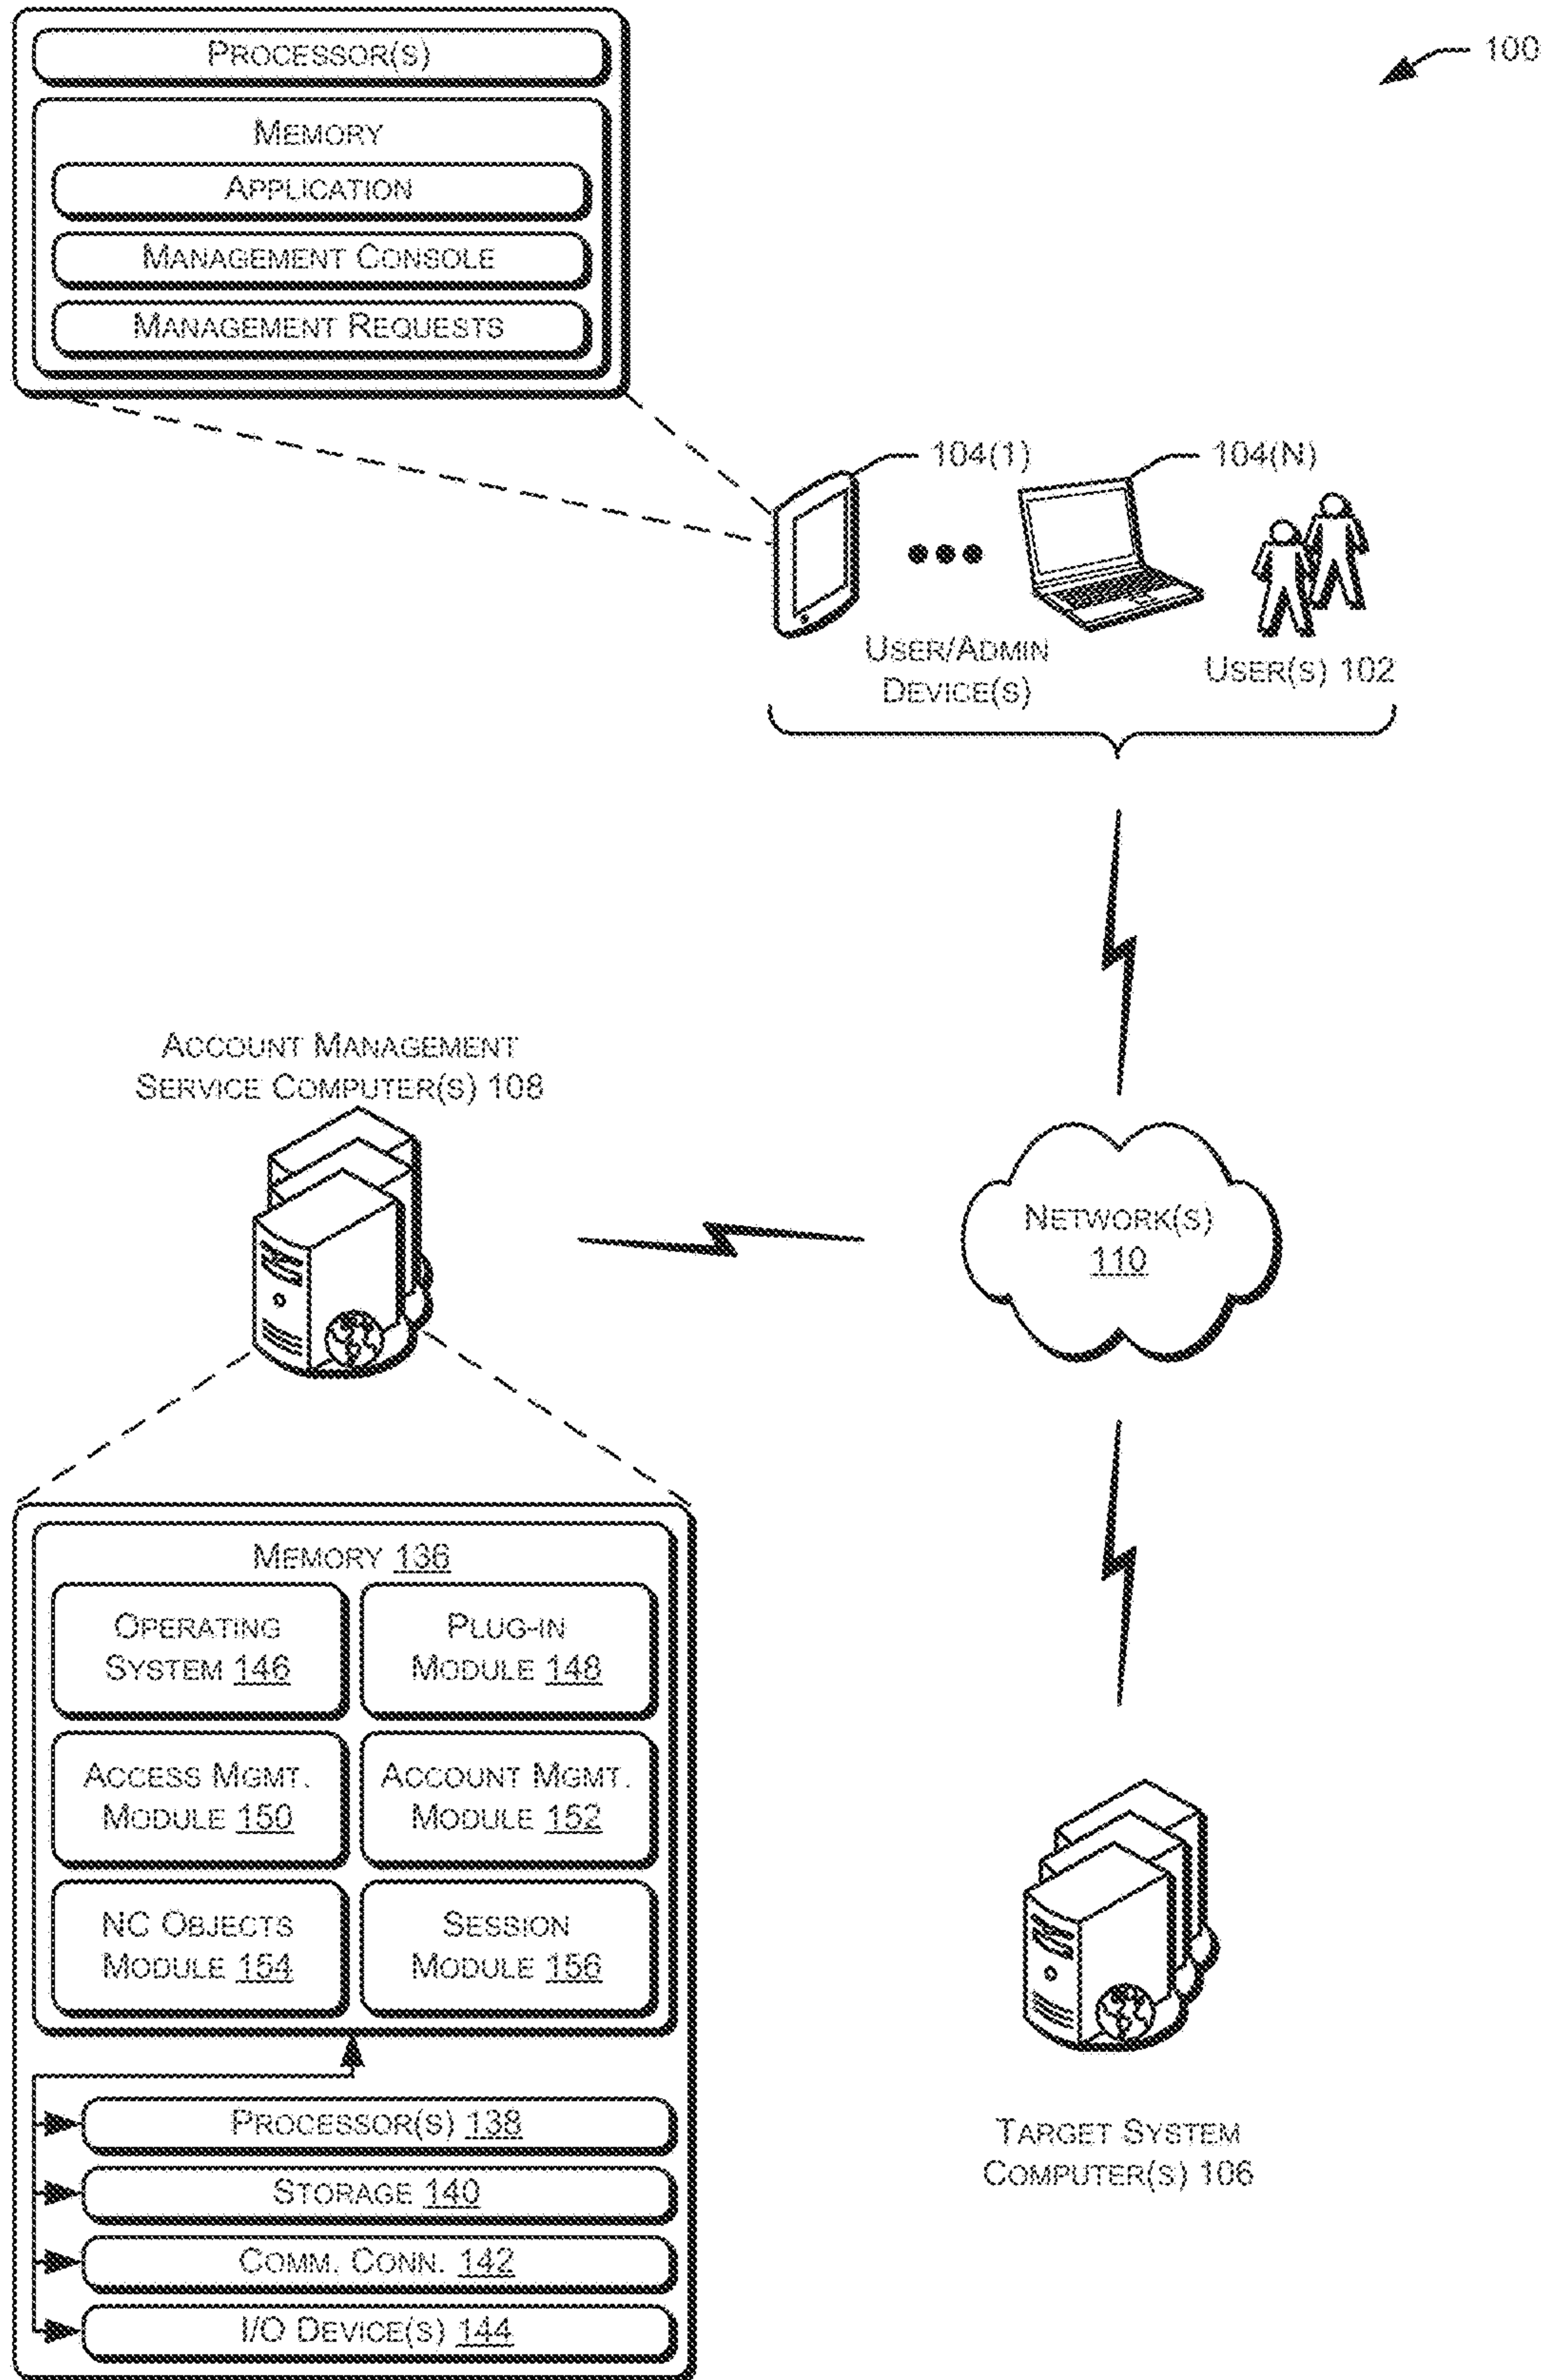 PROCESSOR(S)
100
MEMORY
APPLICATION
MANAGEMENT CONSOLE
MANAGEMENT REQUESTS
104(1)
104(N)
USER/ADMIN
DEVICE(S)
USER(S) 102
ACCOUNT MANAGEMENT
SERVICE COMPUTER(S) 108
NETWORK(S)
110
MEMORY 136
OPERATING
SYSTEM 146
PLUG-IN
MODULE 148
ACCESS MGMT.
MODULE 150
ACCOUNT MGMT.
MODULE 152
NC OBJECTS
MODULE 154
SESSION
MODULE 156
PROCESSOR(S) 138
STORAGE 140
COMM. CONN. 142
I/O DEVICE(S) 144
TARGET SYSTEM
COMPUTER(S) 106